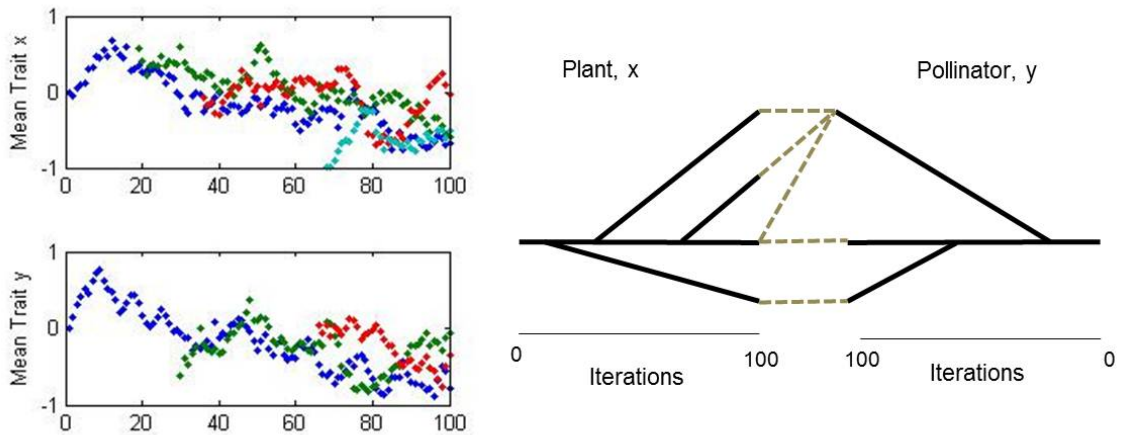 Mean Trait x
1
0
-1
0 20 40 60 80 100
Mean Trait y
1
0
-1
0 20 40 60 80 100
Plant, x
Pollinator, y
0 100 100 0
Iterations Iterations